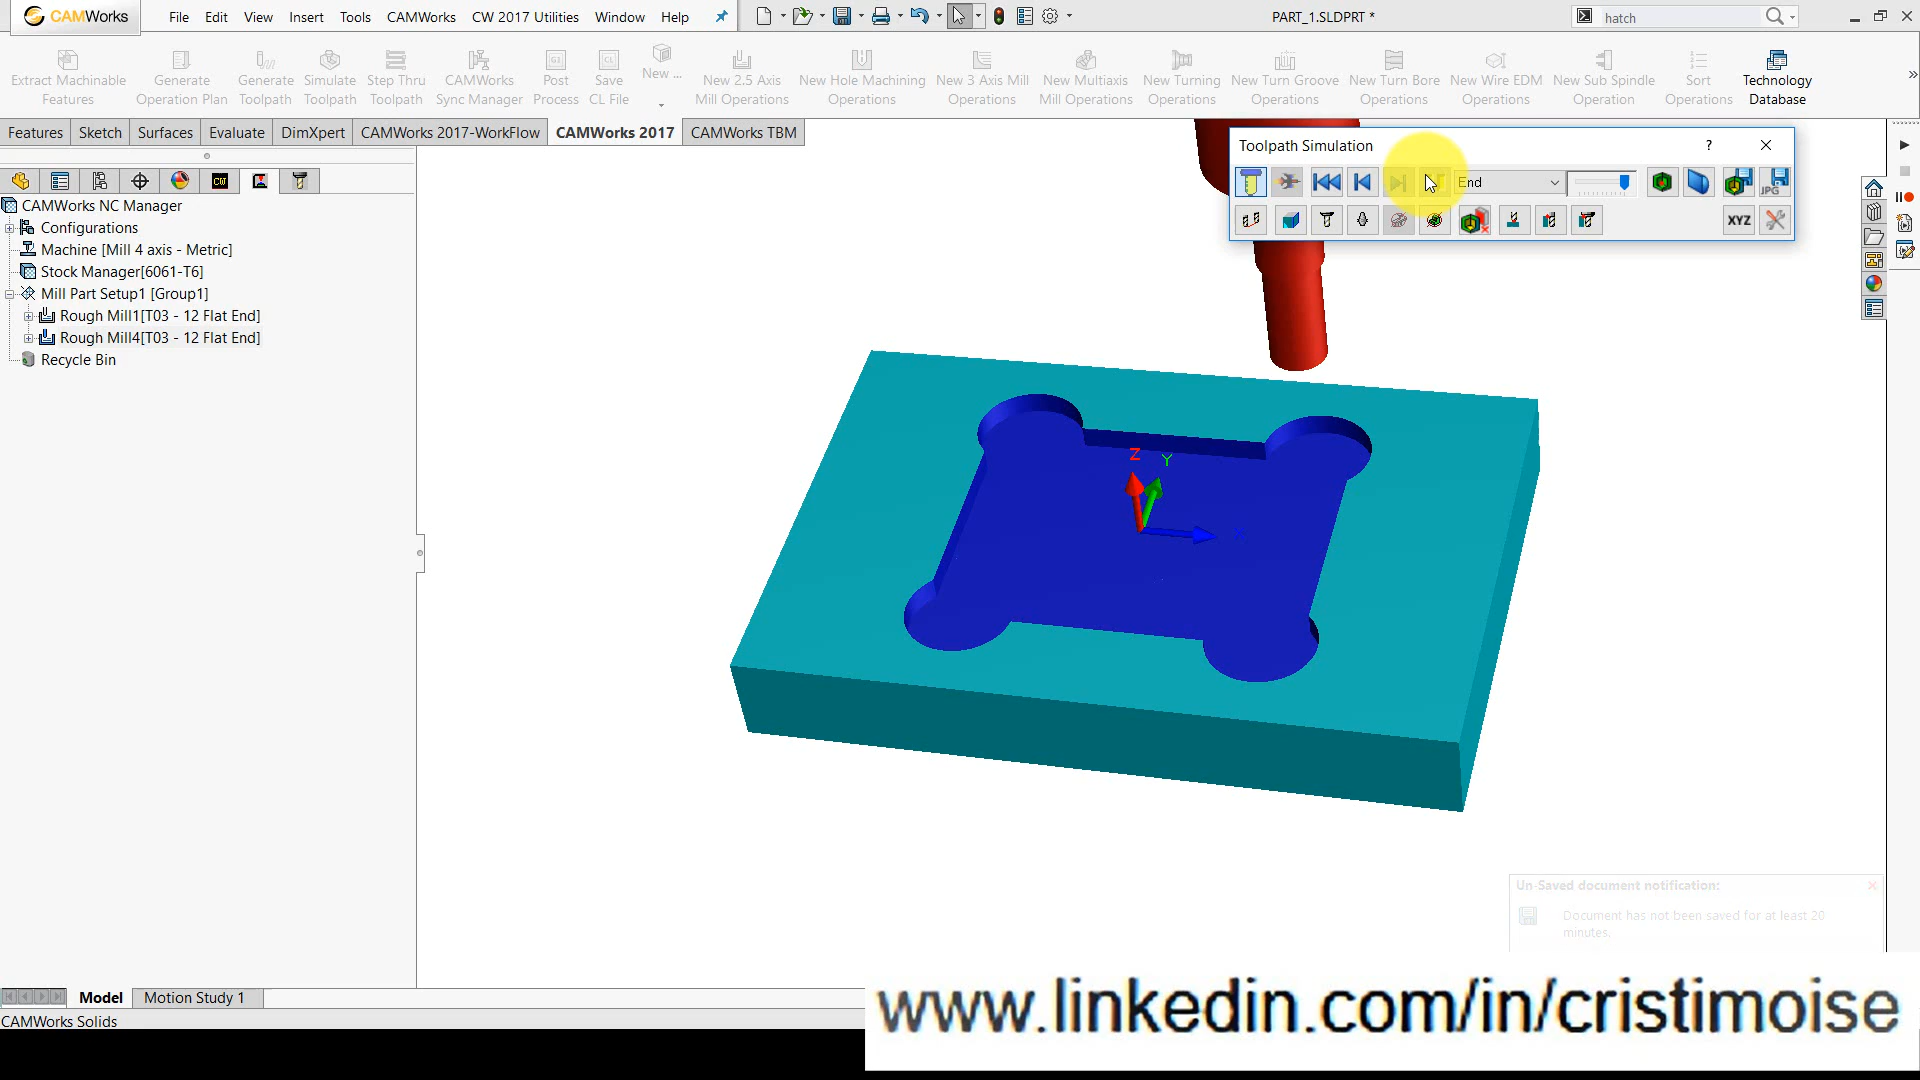 CAMWorks
File Edit View Insert Tools CAMWorks CW 2017 Utilities Window Help
PART_1.SLDPRT *
hatch
Extract Machinable Features
Generate Operation Plan
Generate Toolpath
Simulate Toolpath
Step Thru Toolpath
CAMWorks Sync Manager
Post Process
Save CL File
New ...
New 2.5 Axis Mill Operations
New Hole Machining Operations
New 3 Axis Mill Operations
New Multiaxis Mill Operations
New Turning Operations
New Turn Groove Operations
New Turn Bore Operations
New Wire EDM Operations
New Sub Spindle Operation
Sort Operations
Technology Database
Features Sketch Surfaces Evaluate DimXpert CAMWorks 2017-WorkFlow CAMWorks 2017 CAMWorks TBM
Toolpath Simulation ?
End
JPG
XYZ
CAMWorks NC Manager
Configurations
Machine [Mill 4 axis - Metric]
Stock Manager[6061-T6]
Mill Part Setup1 [Group1]
Rough Mill1[T03 - 12 Flat End]
Rough Mill4[T03 - 12 Flat End]
Recycle Bin
Z
Y
X
Un-Saved document notification:
Document has not been saved for at least 20
minutes.
Model Motion Study 1
CAMWorks Solids
www.linkedin.com/in/cristimoise